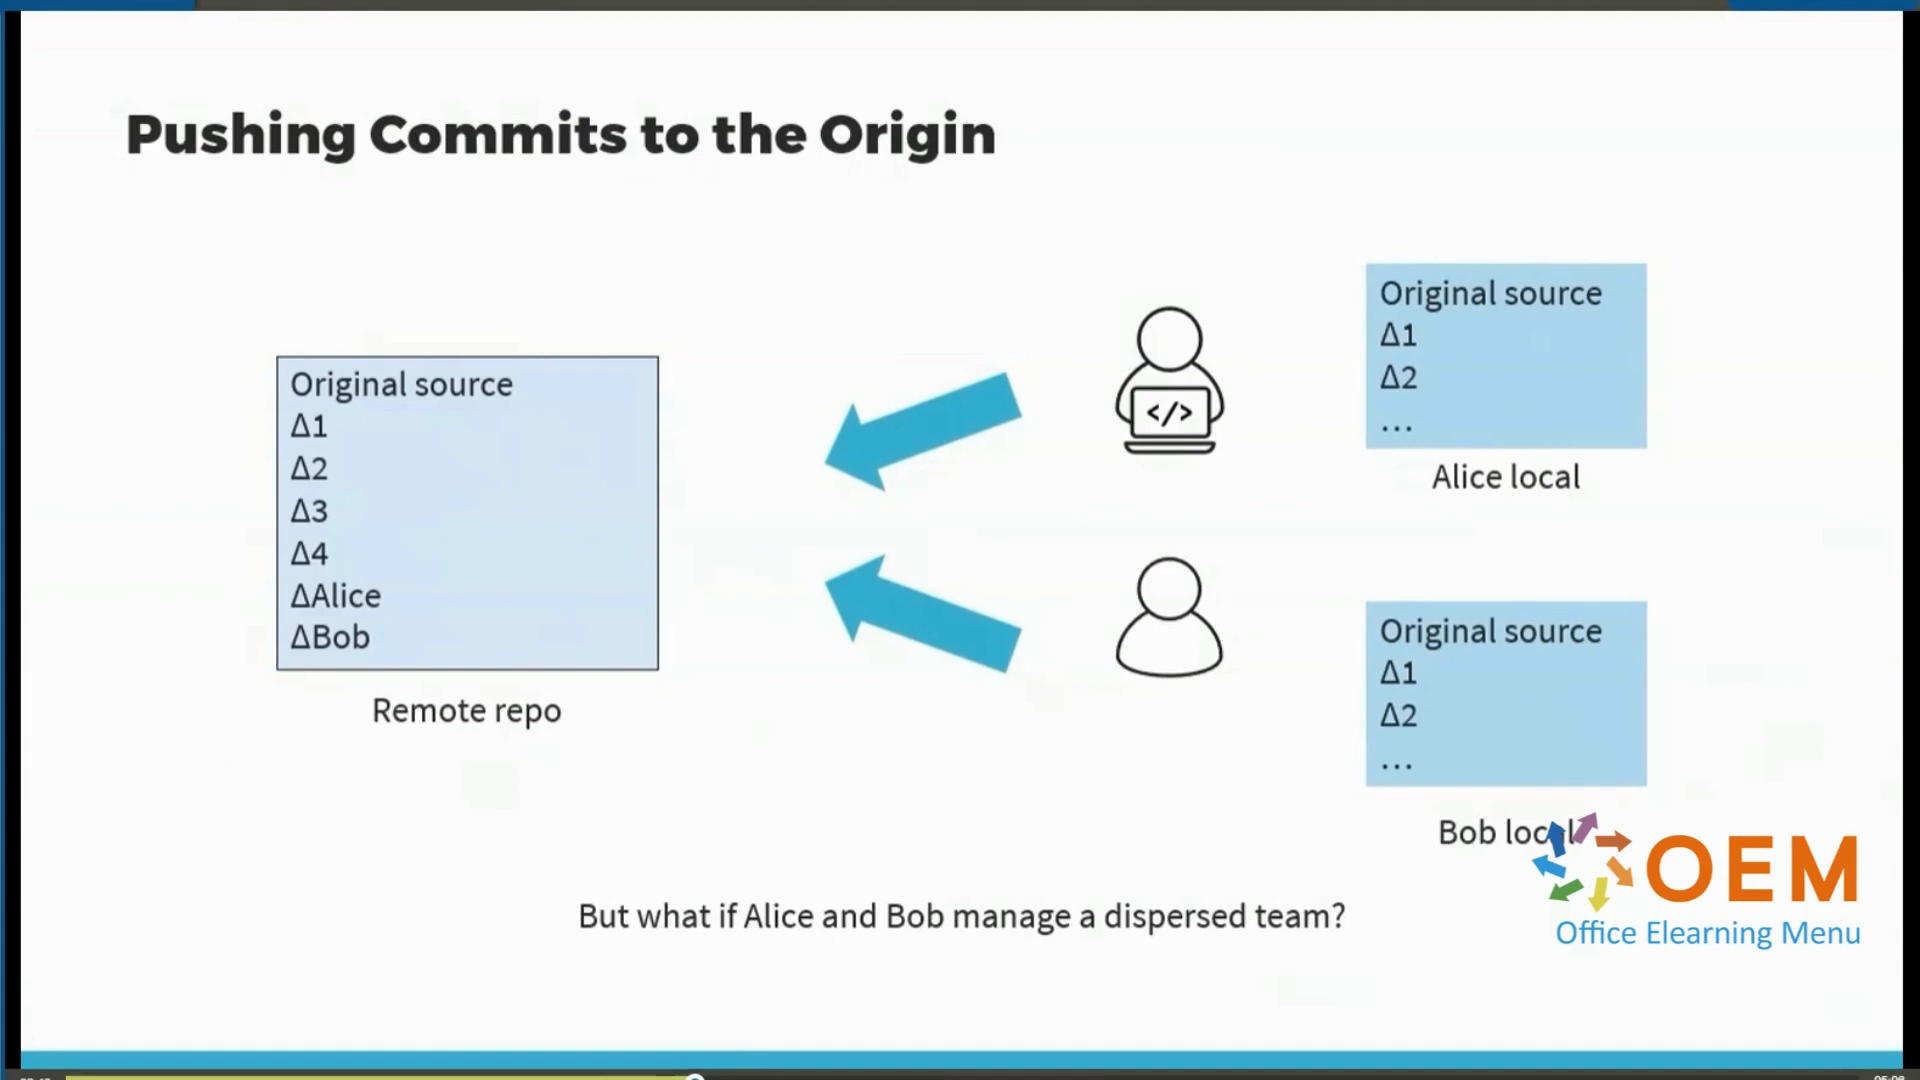 Pushing Commits to the Origin
Original source
Δ1
Δ2
Δ3
Δ4
ΔAlice
ΔBob
Remote repo
</>
Original source
Δ1
Δ2
...
Alice local
Original source
Δ1
Δ2
...
Bob local
But what if Alice and Bob manage a dispersed team?
OEM
Office Elearning Menu